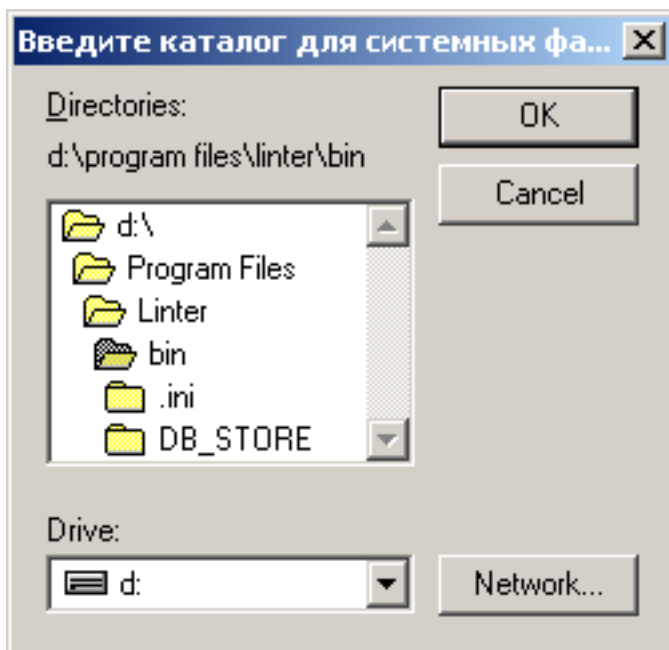 Введите каталог для системных фа...
Directories:
OK
d:\program files\linter\bin
Cancel
d:\
Program Files
Linter
bin
.ini
DB_STORE
Drive:
d:
Network...